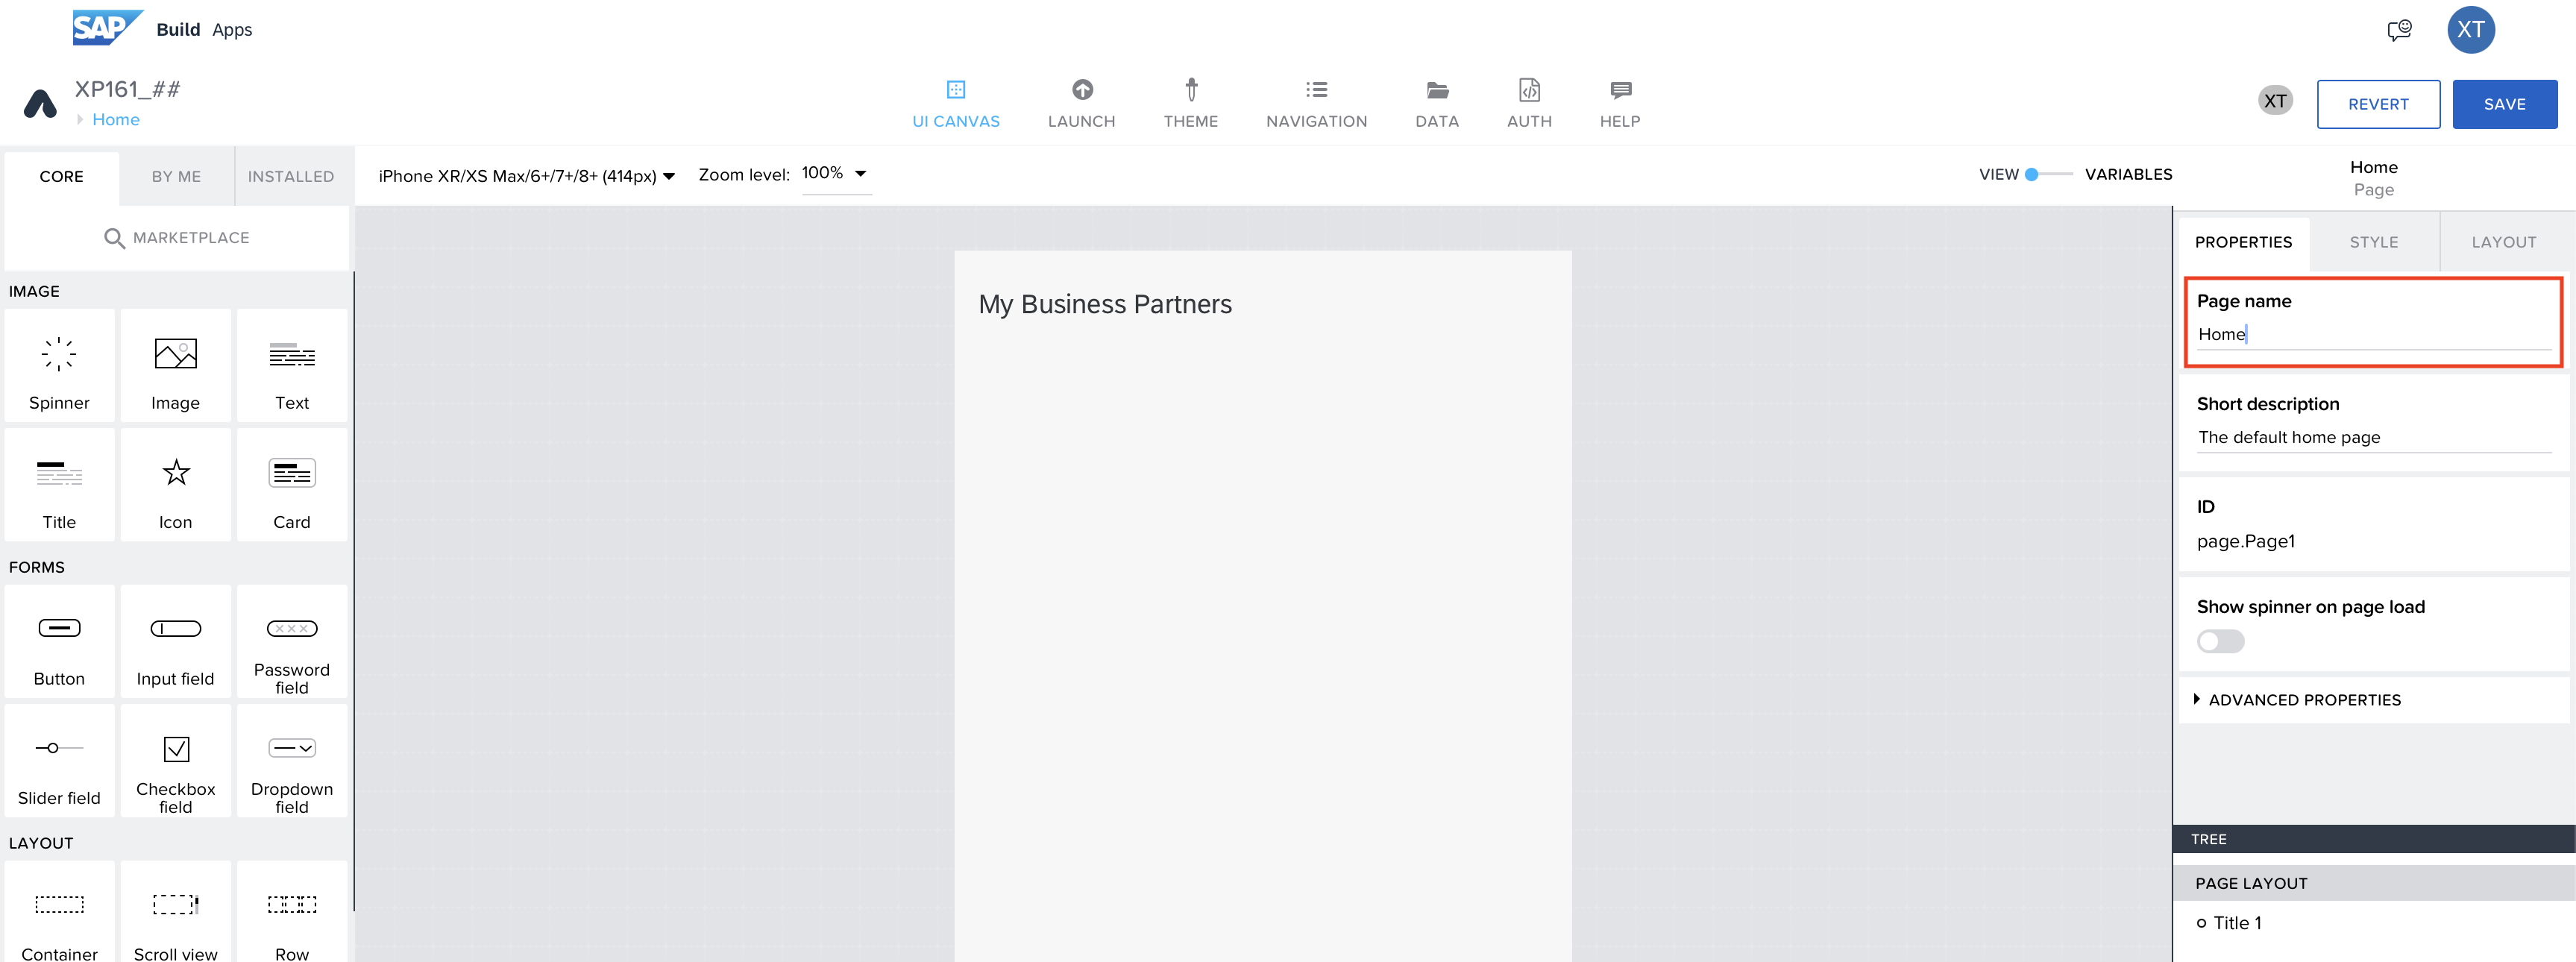 SAP Build Apps
XT
XP161_##
Home
UI CANVAS
LAUNCH
THEME
NAVIGATION
DATA
AUTH
HELP
XT
REVERT
SAVE
CORE
BY ME
INSTALLED
MARKETPLACE
iPhone XR/XS Max/6+/7+/8+ (414px)
Zoom level: 100%
VIEW
VARIABLES
Home
Page
IMAGE
Spinner
Image
Text
Title
Icon
Card
FORMS
Button
Input field
Password
field
Slider field
Checkbox
field
Dropdown
field
LAYOUT
Container
Scroll view
Row
My Business Partners
PROPERTIES
STYLE
LAYOUT
Page name
Home
Short description
The default home page
ID
page.Page1
Show spinner on page load
ADVANCED PROPERTIES
TREE
PAGE LAYOUT
Title 1